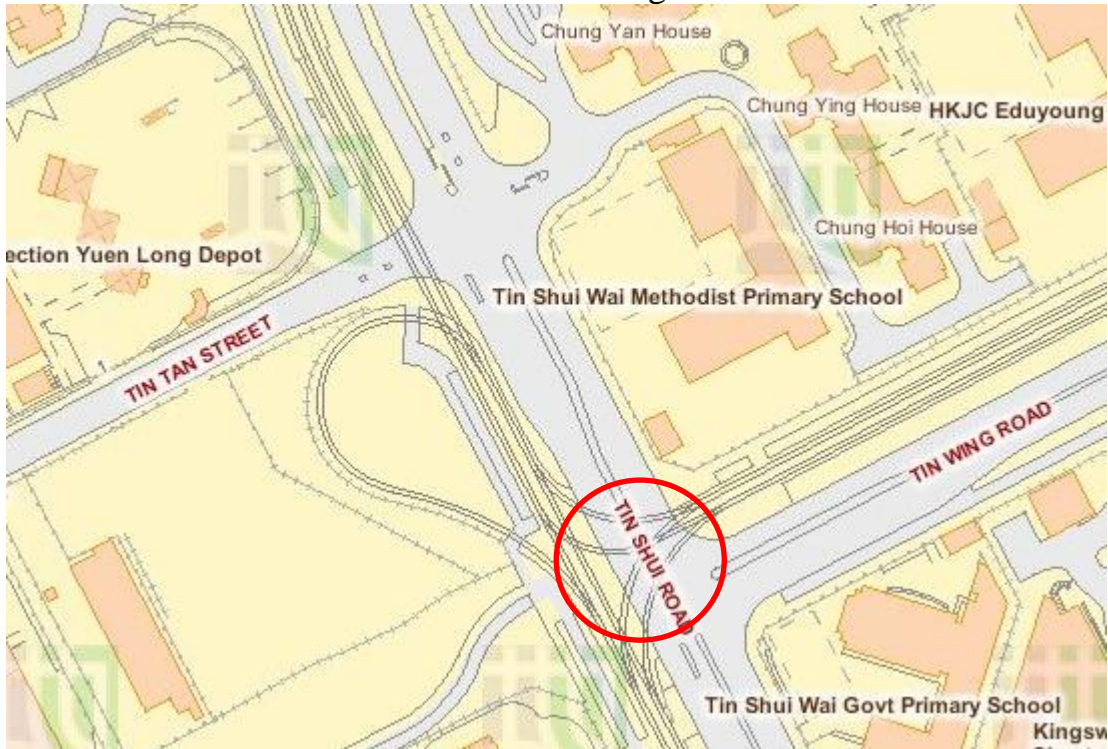 Chung Yan House
Chung Ying House
HKJC Eduyoung
Chung Hoi House
ection Yuen Long Depot
Tin Shui Wai Methodist Primary School
TIN TAN STREET
TIN WING ROAD
TIN SHUI ROAD
Tin Shui Wai Govt Primary School
Kingsw